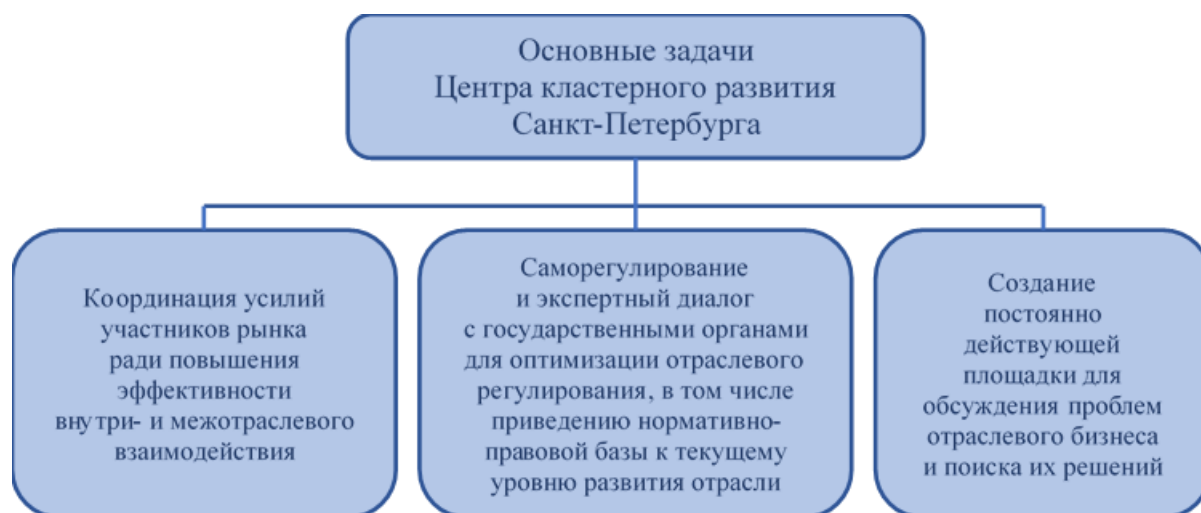 Основные задачи
Центра кластерного развития
Санкт-Петербурга
Координация усилий
участников рынка
ради повышения
эффективности
внутри- и межотраслевого
взаимодействия
Саморегулирование
и экспертный диалог
с государственными органами
для оптимизации отраслевого
регулирования, в том числе
приведению нормативно-
правовой базы к текущему
уровню развития отрасли
Создание
постоянно
действующей
площадки для
обсуждения проблем
отраслевого бизнеса
и поиска их решений